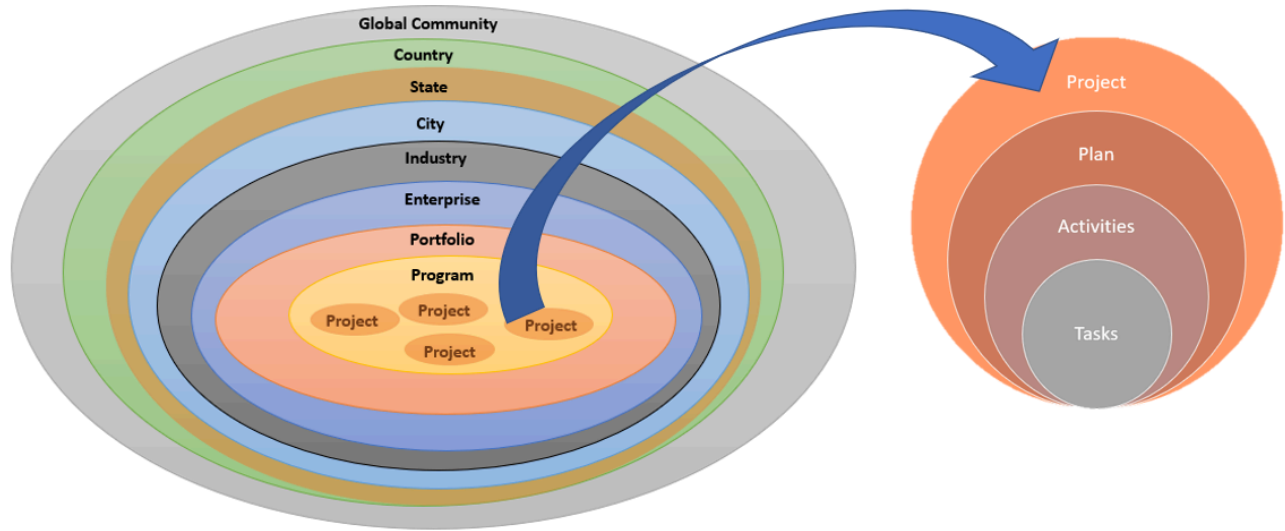 Global Community
Country
State
City
Industry
Enterprise
Portfolio
Program
Project
Project
Project
Project
Project
Plan
Activities
Tasks